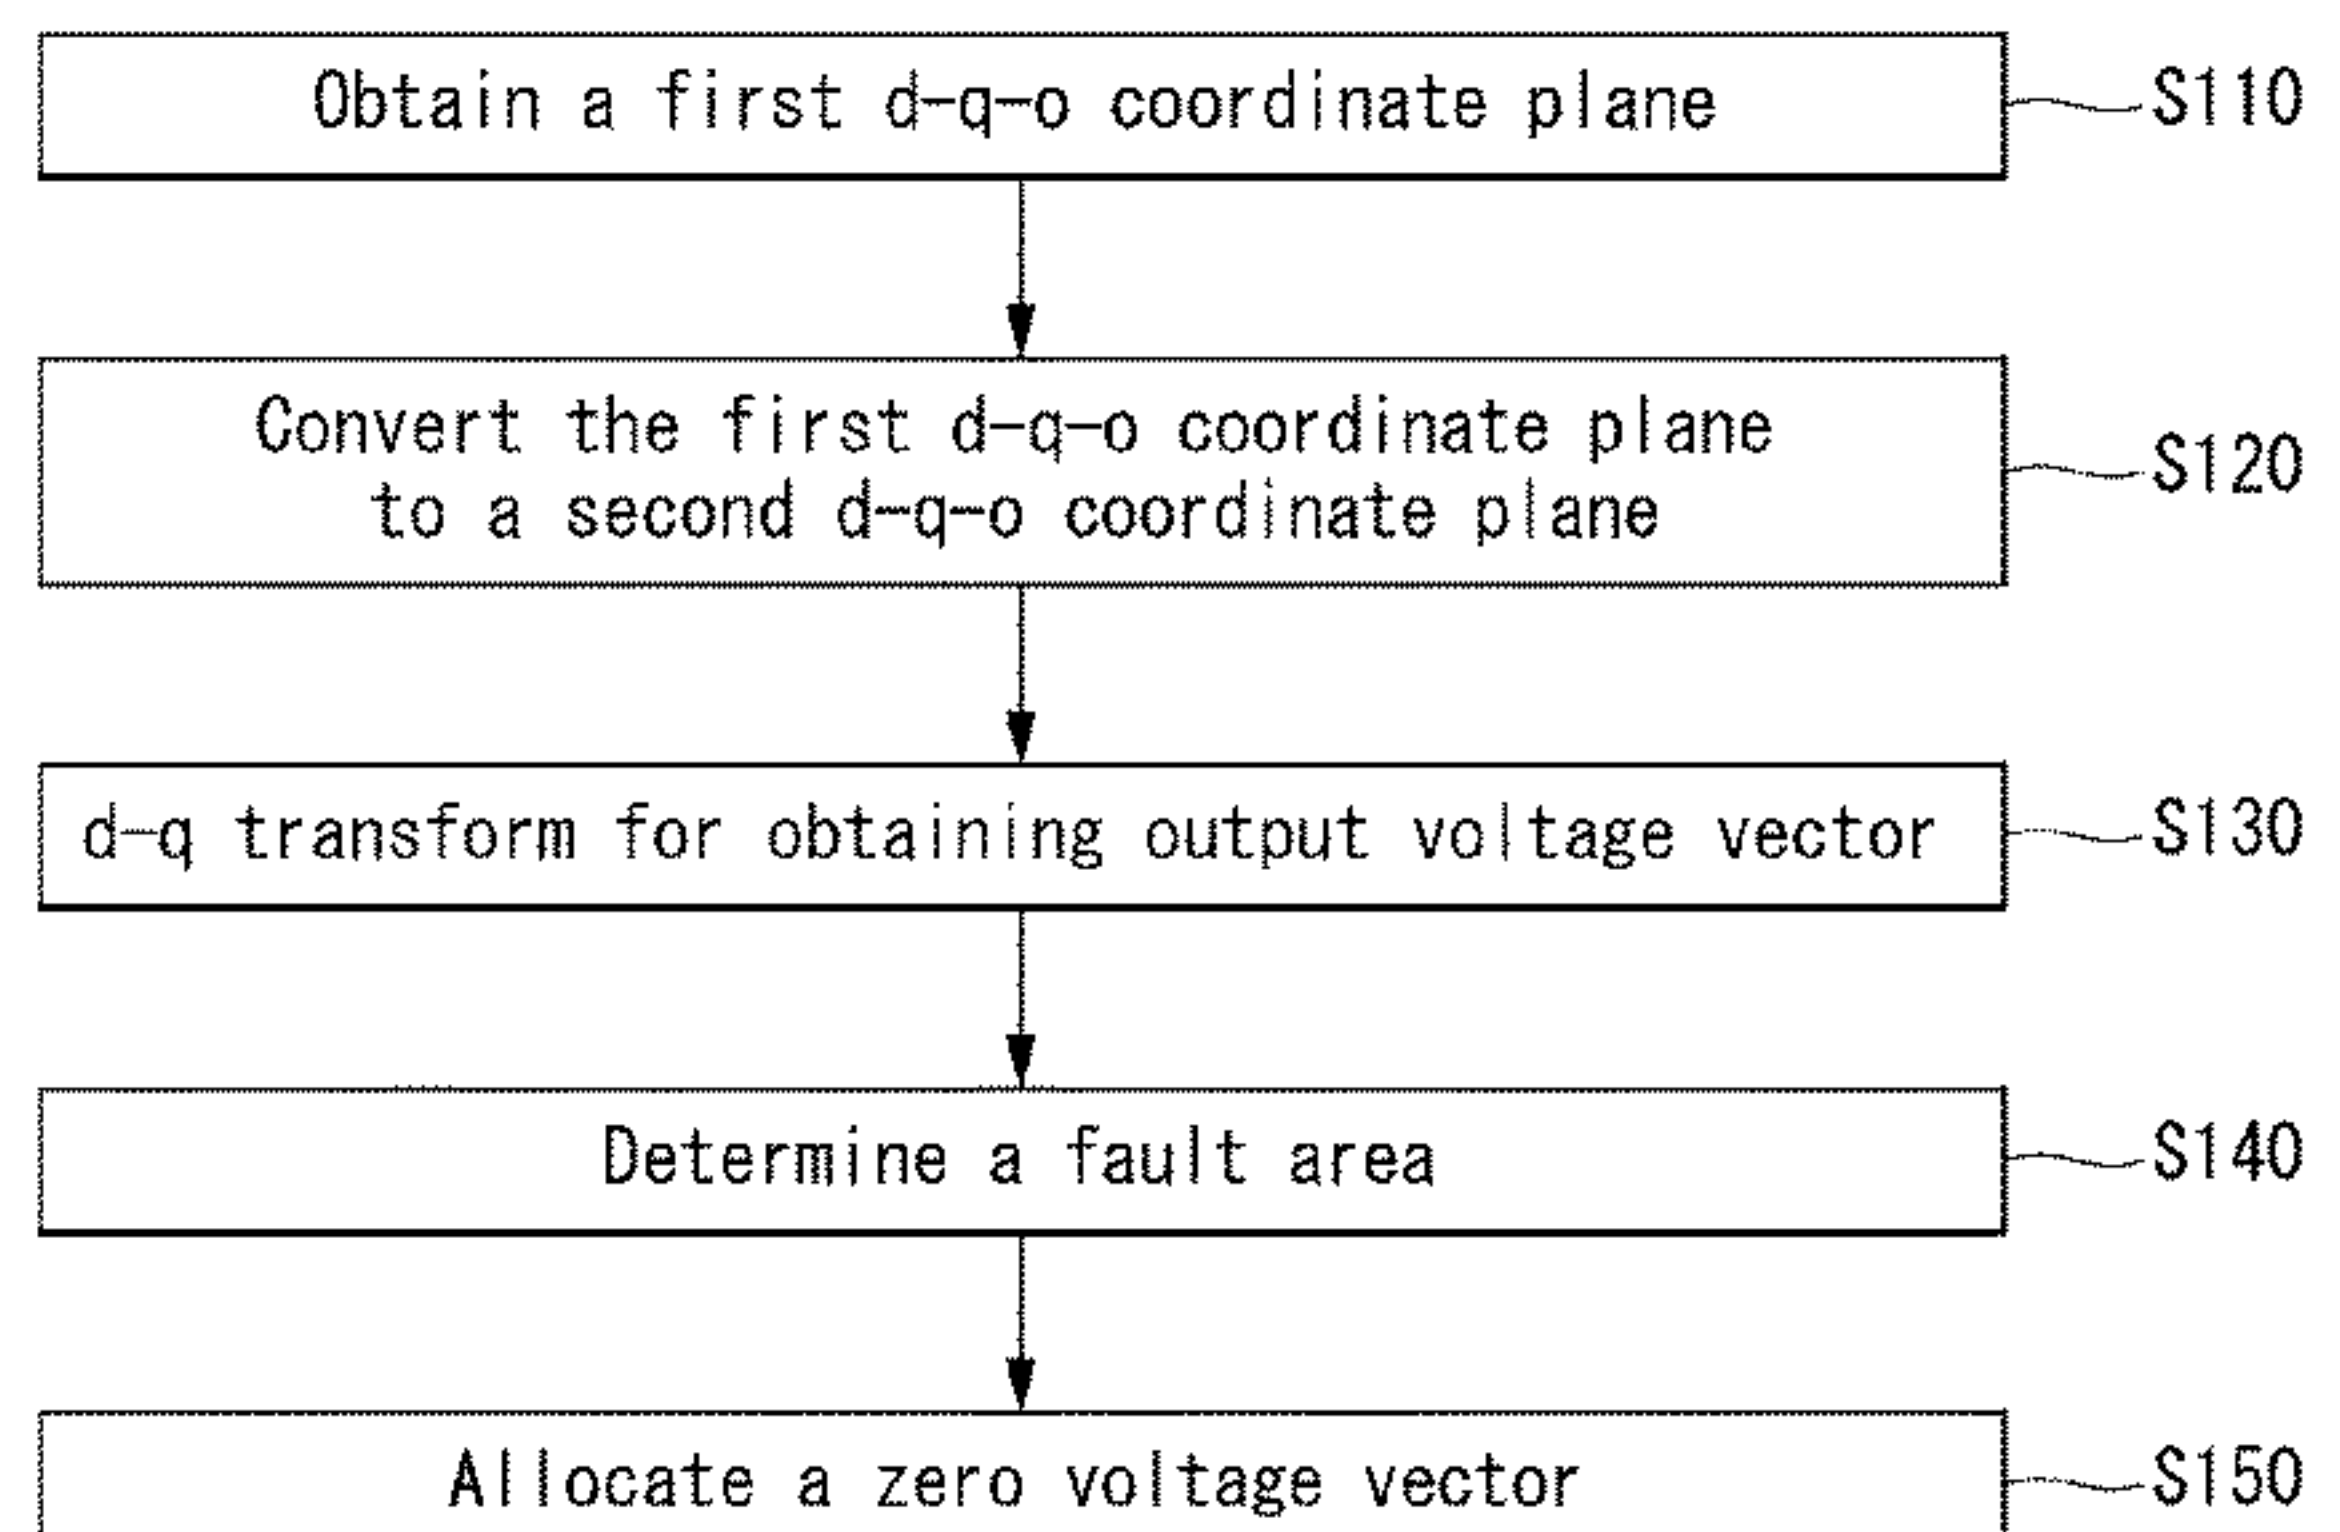 Obtain a first d-q-o coordinate plane
S110
Convert the first d-q-o coordinate plane
to a second d-q-o coordinate plane
S120
d-q transform for obtaining output voltage vector
S130
Determine a fault area
S140
Allocate a zero voltage vector
S150